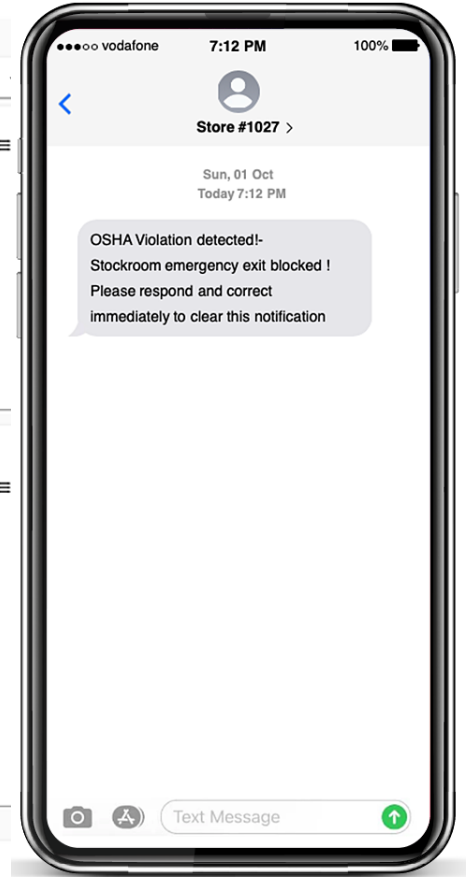 vodafone 7:12 PM 100%
Store #1027 >
Sun, 01 Oct
Today 7:12 PM
OSHA Violation detected!-
Stockroom emergency exit blocked !
Please respond and correct
immediately to clear this notification
Text Message